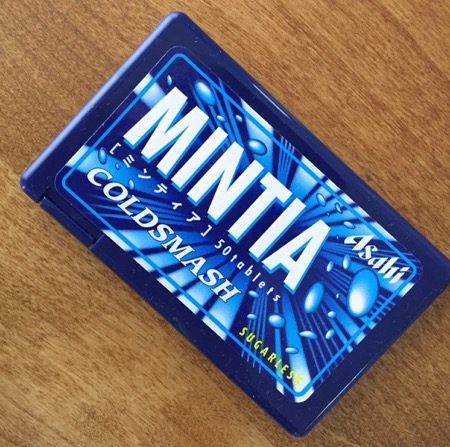 MINTIA
[ミンティア] 50tablets
COLDSMASH
Asahi
SUGARLESS